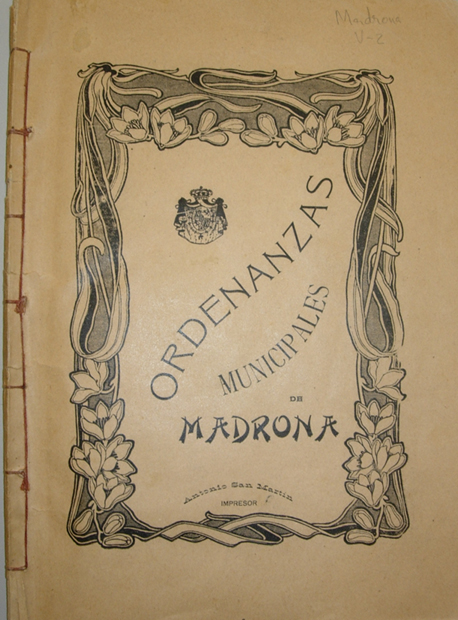 Madrona
V-2
ORDENANZAS
MUNICIPALES
DE
MADRONA
Antonio San Martín
IMPRESOR